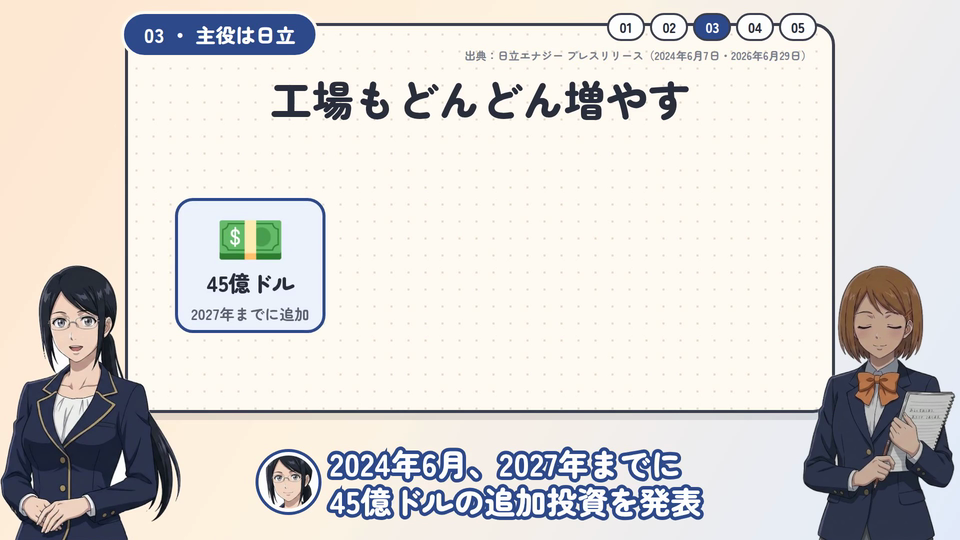 03 ・ 主役は日立
01 02 03 04 05
出典：日立エナジー プレスリリース（2024年6月7日・2026年6月29日）
工場もどんどん増やす
$
45億ドル
2027年までに追加
2024年6月、2027年までに
45億ドルの追加投資を発表